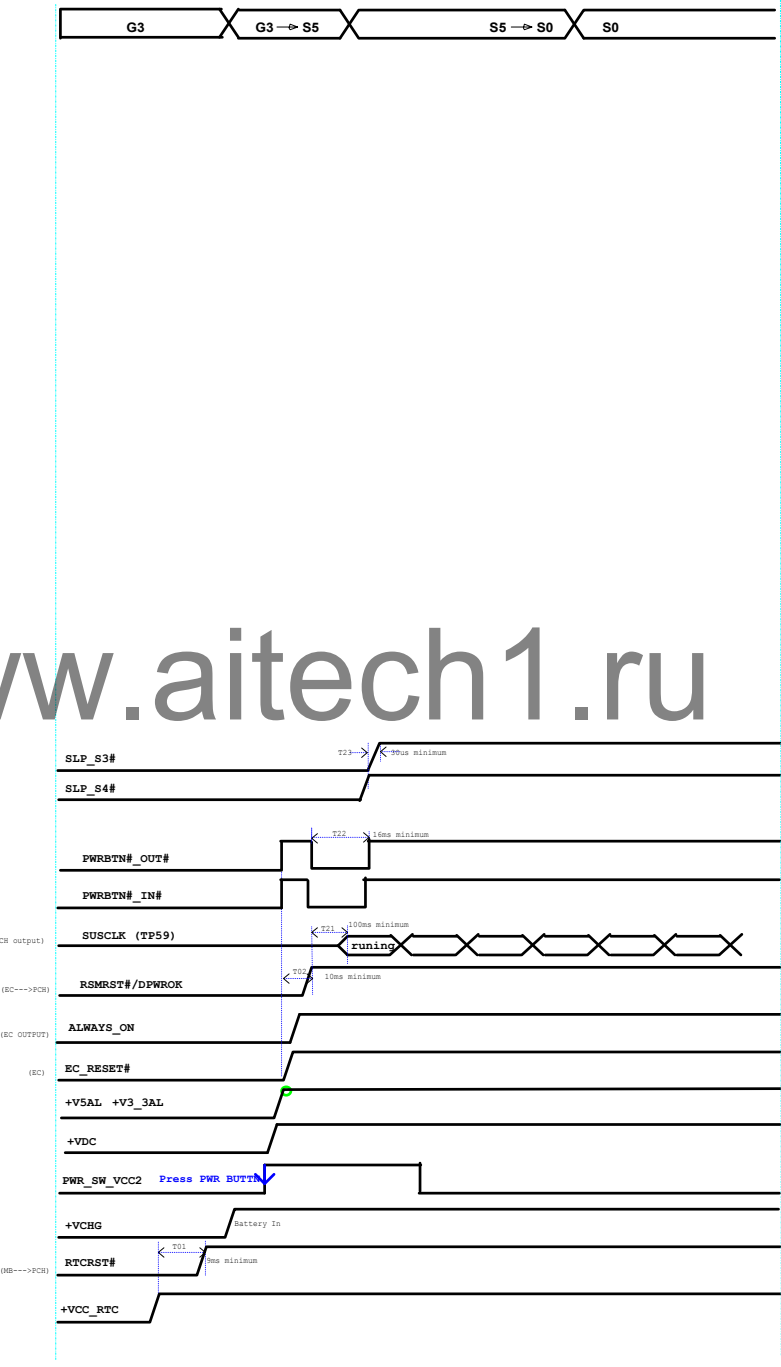 G3 G3 → S5 S5 → S0 S0
w.aitech1.ru
T23 30us minimum
SLP_S3#
SLP_S4#
T22 16ms minimum
PWRBTN#_OUT#
PWRBTN#_IN#
100ms minimum
T21
SUSCLK (TP59)
CH output)
runing
T02 10ms minimum
RSMRST#/DPWROK
(EC--->PCH)
ALWAYS_ON
(EC OUTPUT)
EC_RESET#
(EC)
+V5AL +V3_3AL
+VDC
PWR_SW_VCC2 Press PWR BUTTN
+VCHG Battery In
T01
RTCRST# 9ms minimum
(MB--->PCH)
+VCC_RTC